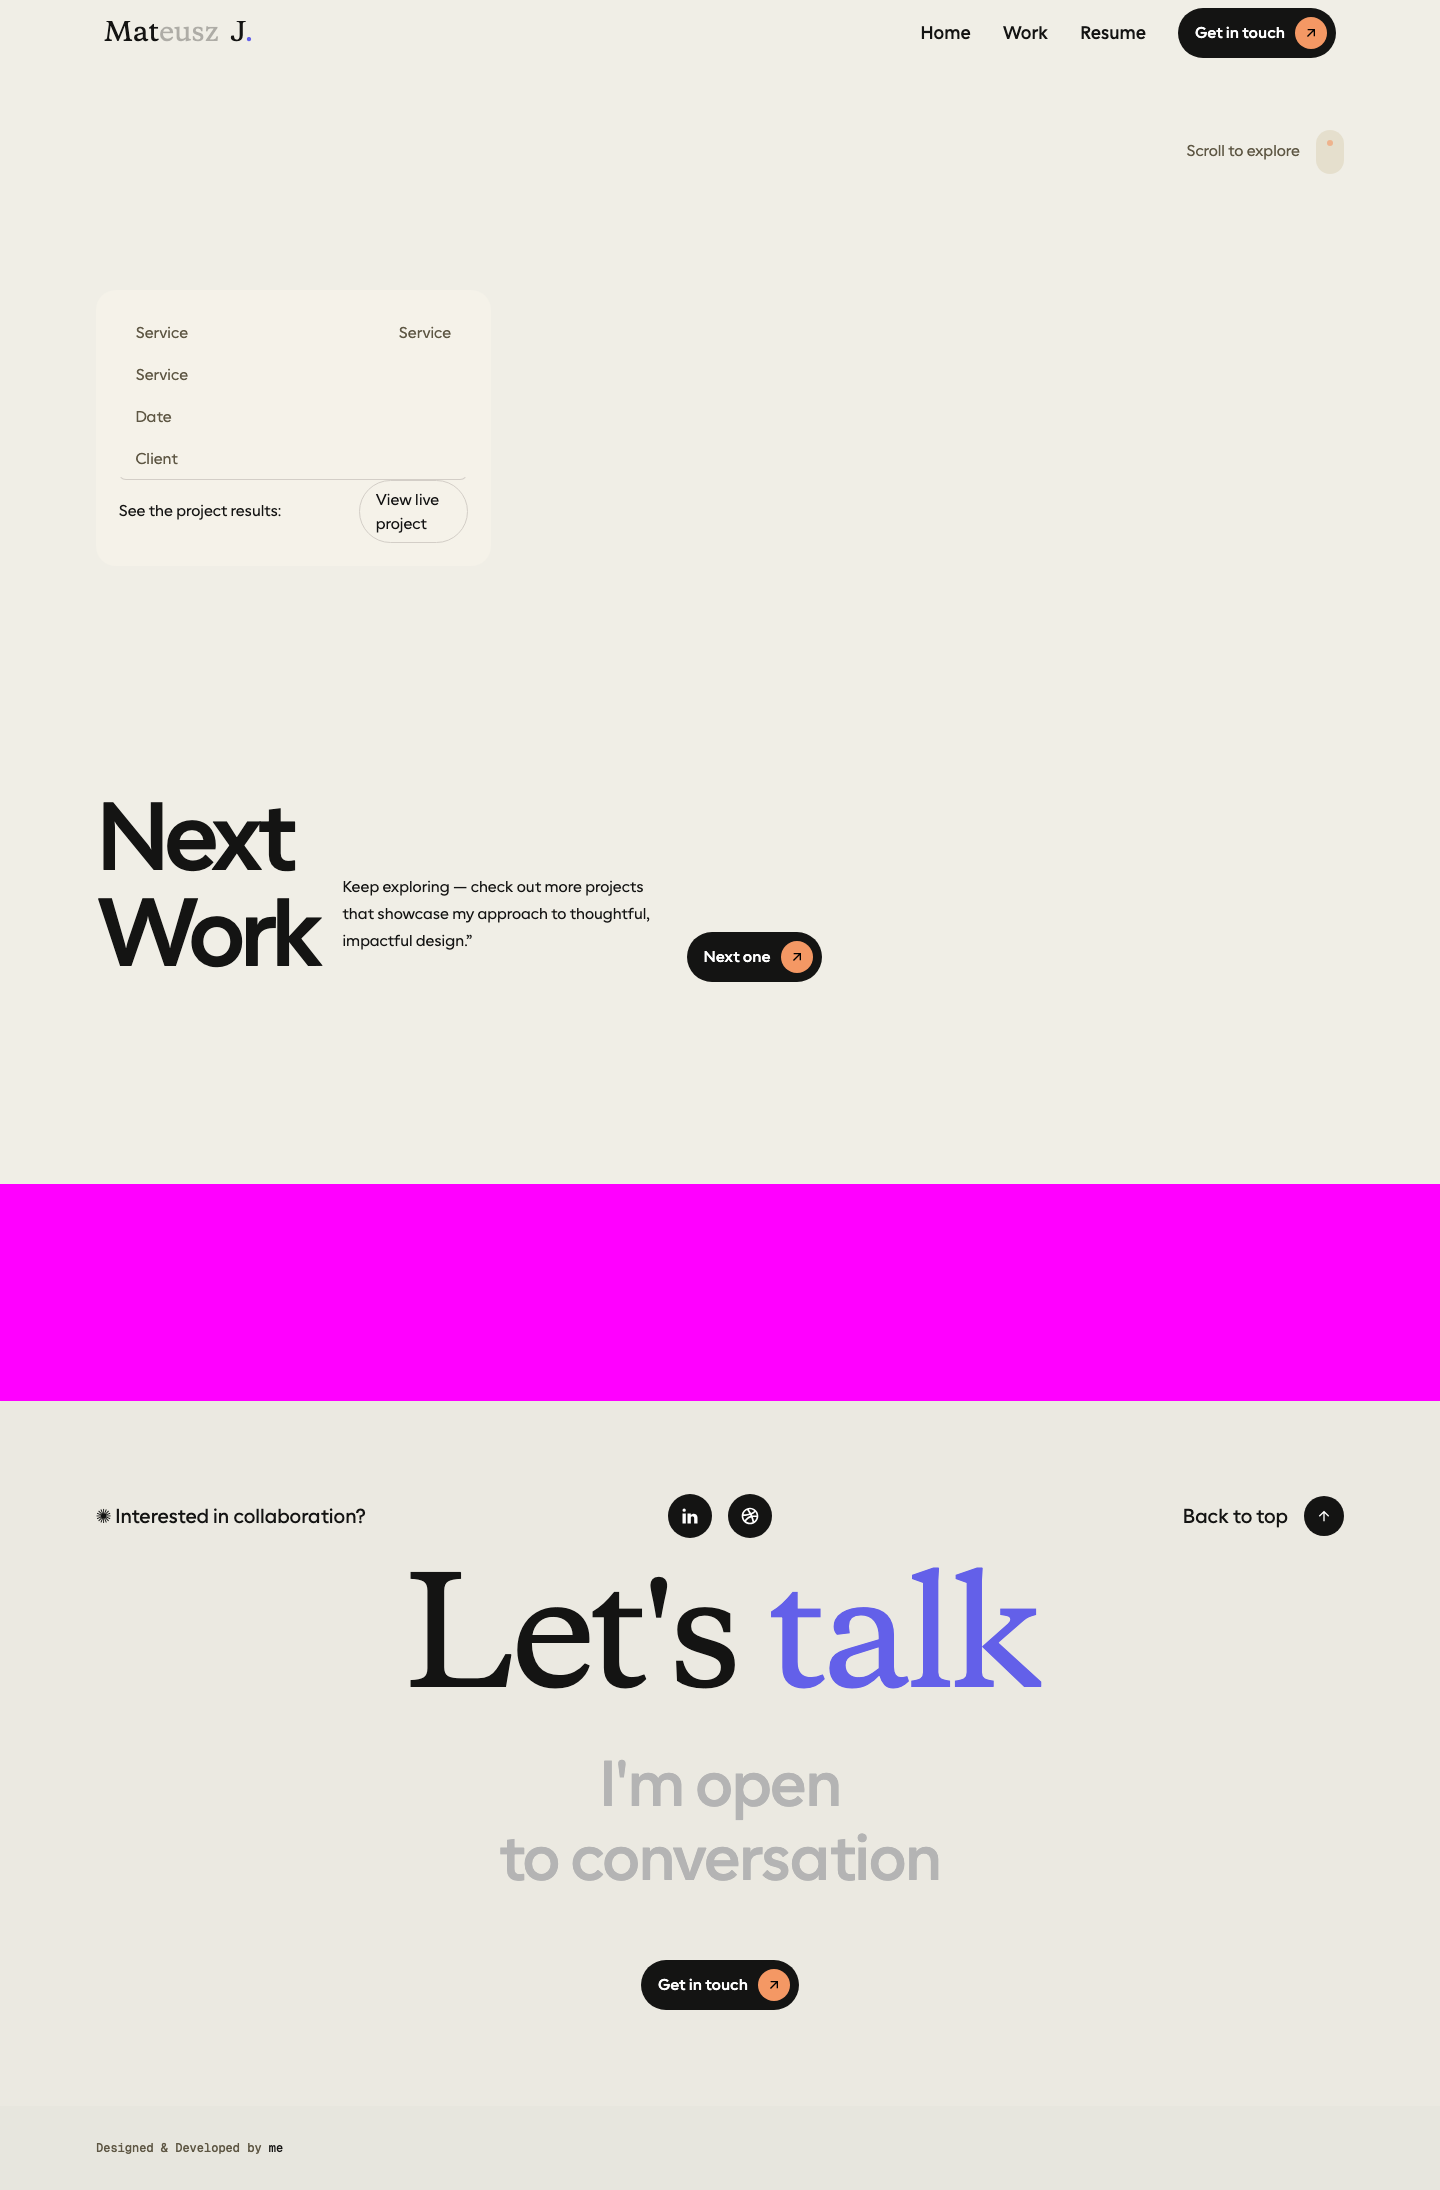 Mateusz J.
Home Work Resume Get in touch
Scroll to explore
Service Service
Service
Date
Client
See the project results:
View live
project
Next
Work
Keep exploring — check out more projects
that showcase my approach to thoughtful,
impactful design.”
Next one
✺ Interested in collaboration?
in
Back to top
Let's talk
I'm open
to conversation
Get in touch
Designed & Developed by me